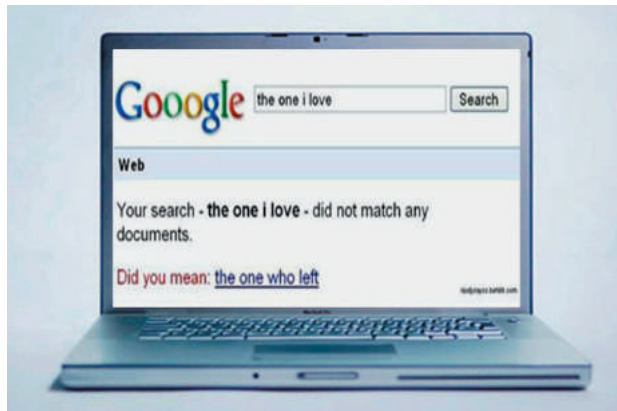 Gooogle the one i love Search
Web
Your search - the one i love - did not match any
documents.
Did you mean: the one who left